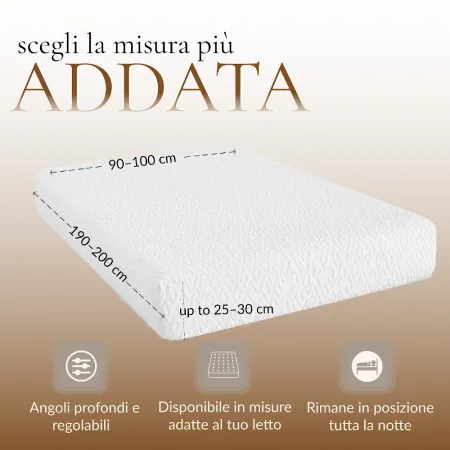 scegli la misura più
ADDATA
90–100 cm
190–200 cm
up to 25–30 cm
Angoli profondi e
regolabili
Disponibile in misure
adatte al tuo letto
Rimane in posizione
tutta la notte